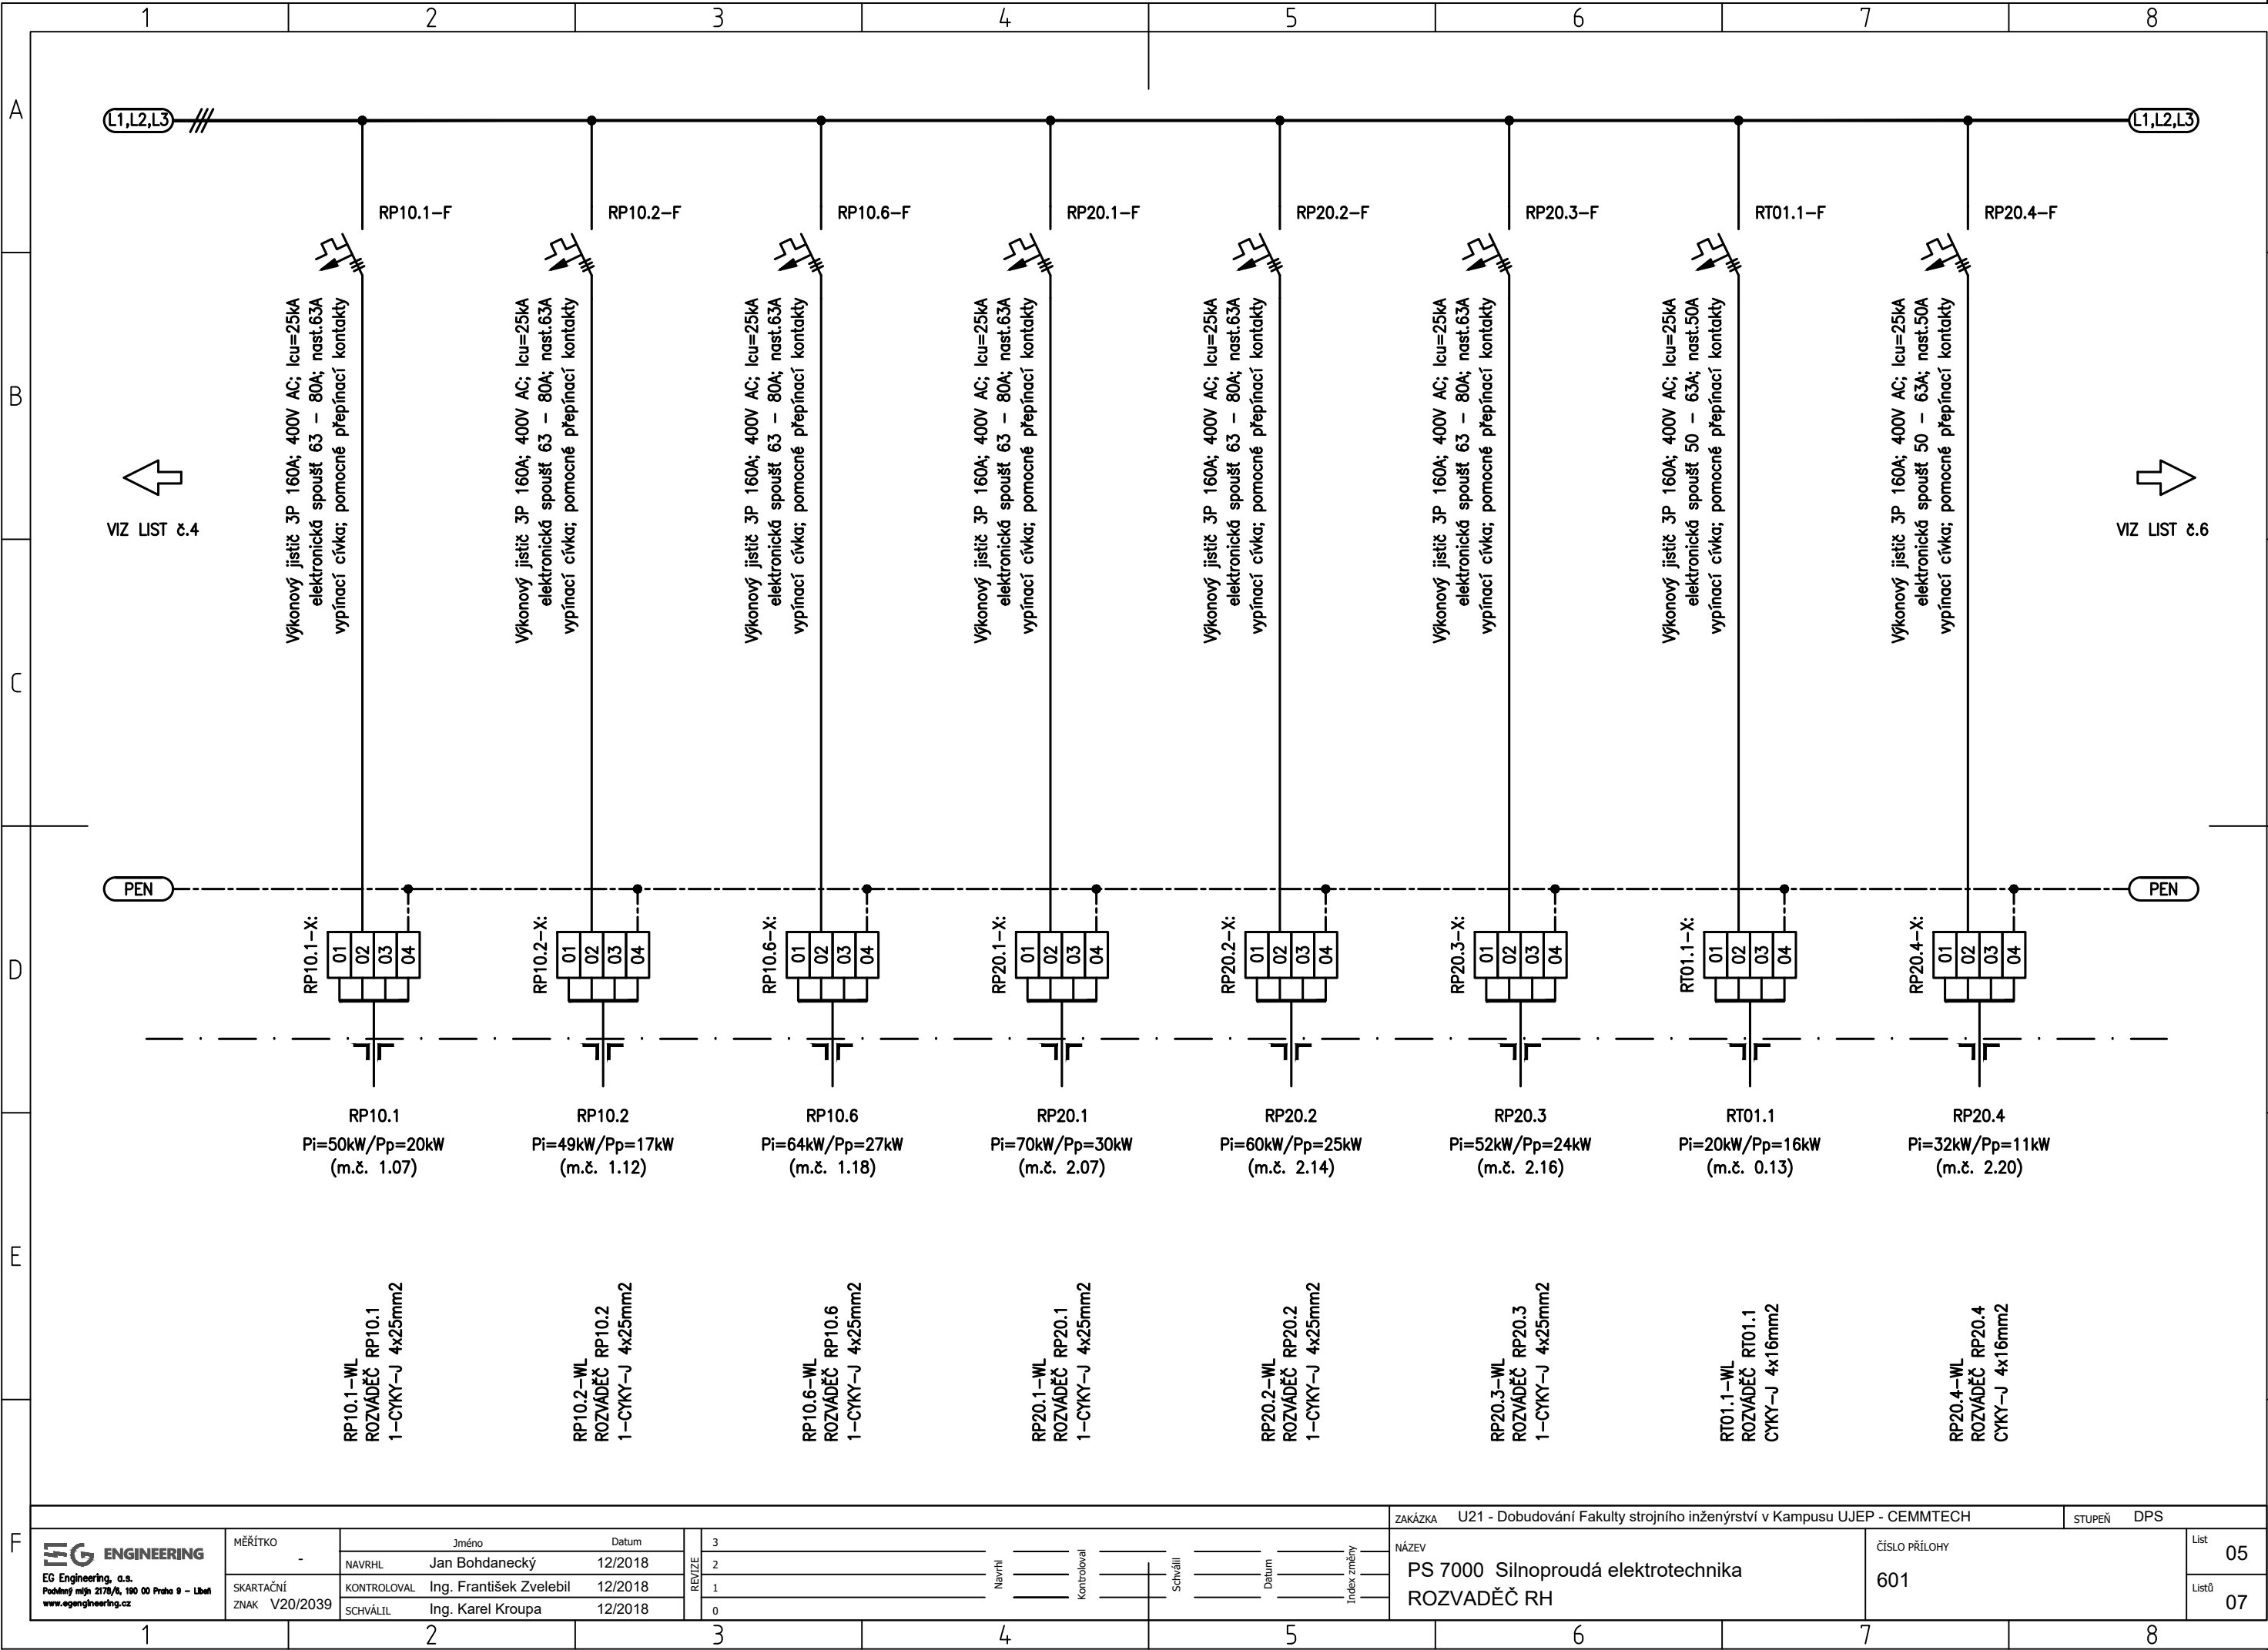 1 2 3 4 5 6 7 8
A
B
C
D
E
F
L1,L2,L3
L1,L2,L3
RP10.1-F
RP10.2-F
RP10.6-F
RP20.1-F
RP20.2-F
RP20.3-F
RT01.1-F
RP20.4-F
Výkonový jistič 3P 160A; 400V AC; Icu=25kA
elektronická spoušť 63 - 80A; nast.63A
vypínací cívka; pomocné přepínací kontakty
Výkonový jistič 3P 160A; 400V AC; Icu=25kA
elektronická spoušť 63 - 80A; nast.63A
vypínací cívka; pomocné přepínací kontakty
Výkonový jistič 3P 160A; 400V AC; Icu=25kA
elektronická spoušť 63 - 80A; nast.63A
vypínací cívka; pomocné přepínací kontakty
Výkonový jistič 3P 160A; 400V AC; Icu=25kA
elektronická spoušť 63 - 80A; nast.63A
vypínací cívka; pomocné přepínací kontakty
Výkonový jistič 3P 160A; 400V AC; Icu=25kA
elektronická spoušť 63 - 80A; nast.63A
vypínací cívka; pomocné přepínací kontakty
Výkonový jistič 3P 160A; 400V AC; Icu=25kA
elektronická spoušť 63 - 80A; nast.63A
vypínací cívka; pomocné přepínací kontakty
Výkonový jistič 3P 160A; 400V AC; Icu=25kA
elektronická spoušť 50 - 63A; nast.50A
vypínací cívka; pomocné přepínací kontakty
Výkonový jistič 3P 160A; 400V AC; Icu=25kA
elektronická spoušť 50 - 63A; nast.50A
vypínací cívka; pomocné přepínací kontakty
VIZ LIST č.4
VIZ LIST č.6
PEN
PEN
RP10.1-X:
01 02 03 04
RP10.2-X:
01 02 03 04
RP10.6-X:
01 02 03 04
RP20.1-X:
01 02 03 04
RP20.2-X:
01 02 03 04
RP20.3-X:
01 02 03 04
RT01.1-X:
01 02 03 04
RP20.4-X:
01 02 03 04
RP10.1
Pi=50kW/Pp=20kW
(m.č. 1.07)
RP10.2
Pi=49kW/Pp=17kW
(m.č. 1.12)
RP10.6
Pi=64kW/Pp=27kW
(m.č. 1.18)
RP20.1
Pi=70kW/Pp=30kW
(m.č. 2.07)
RP20.2
Pi=60kW/Pp=25kW
(m.č. 2.14)
RP20.3
Pi=52kW/Pp=24kW
(m.č. 2.16)
RT01.1
Pi=20kW/Pp=16kW
(m.č. 0.13)
RP20.4
Pi=32kW/Pp=11kW
(m.č. 2.20)
RP10.1-WL
ROZVÁDĚČ RP10.1
1-CYKY-J 4x25mm2
RP10.2-WL
ROZVÁDĚČ RP10.2
1-CYKY-J 4x25mm2
RP10.6-WL
ROZVÁDĚČ RP10.6
1-CYKY-J 4x25mm2
RP20.1-WL
ROZVÁDĚČ RP20.1
1-CYKY-J 4x25mm2
RP20.2-WL
ROZVÁDĚČ RP20.2
1-CYKY-J 4x25mm2
RP20.3-WL
ROZVÁDĚČ RP20.3
1-CYKY-J 4x25mm2
RT01.1-WL
ROZVÁDĚČ RT01.1
CYKY-J 4x16mm2
RP20.4-WL
ROZVÁDĚČ RP20.4
CYKY-J 4x16mm2
EG ENGINEERING
EG Engineering, a.s.
Podvinný mlýn 2178/6, 190 00 Praha 9 - Libeň
www.egengineering.cz
MĚŘÍTKO
-
SKARTAČNÍ
ZNAK V20/2039
Jméno Datum
NAVRHL Jan Bohdanecký 12/2018
KONTROLOVAL Ing. František Zvelebil 12/2018
SCHVÁLIL Ing. Karel Kroupa 12/2018
REVIZE
3
2
1
0
Navrhl
Kontroloval
Schválil
Datum
Index změny
ZAKÁZKA U21 - Dobudování Fakulty strojního inženýrství v Kampusu UJEP - CEMMTECH
STUPEŇ DPS
NÁZEV
PS 7000 Silnoproudá elektrotechnika
ROZVADĚČ RH
ČÍSLO PŘÍLOHY
601
List
05
Listů
07
1 2 3 4 5 6 7 8